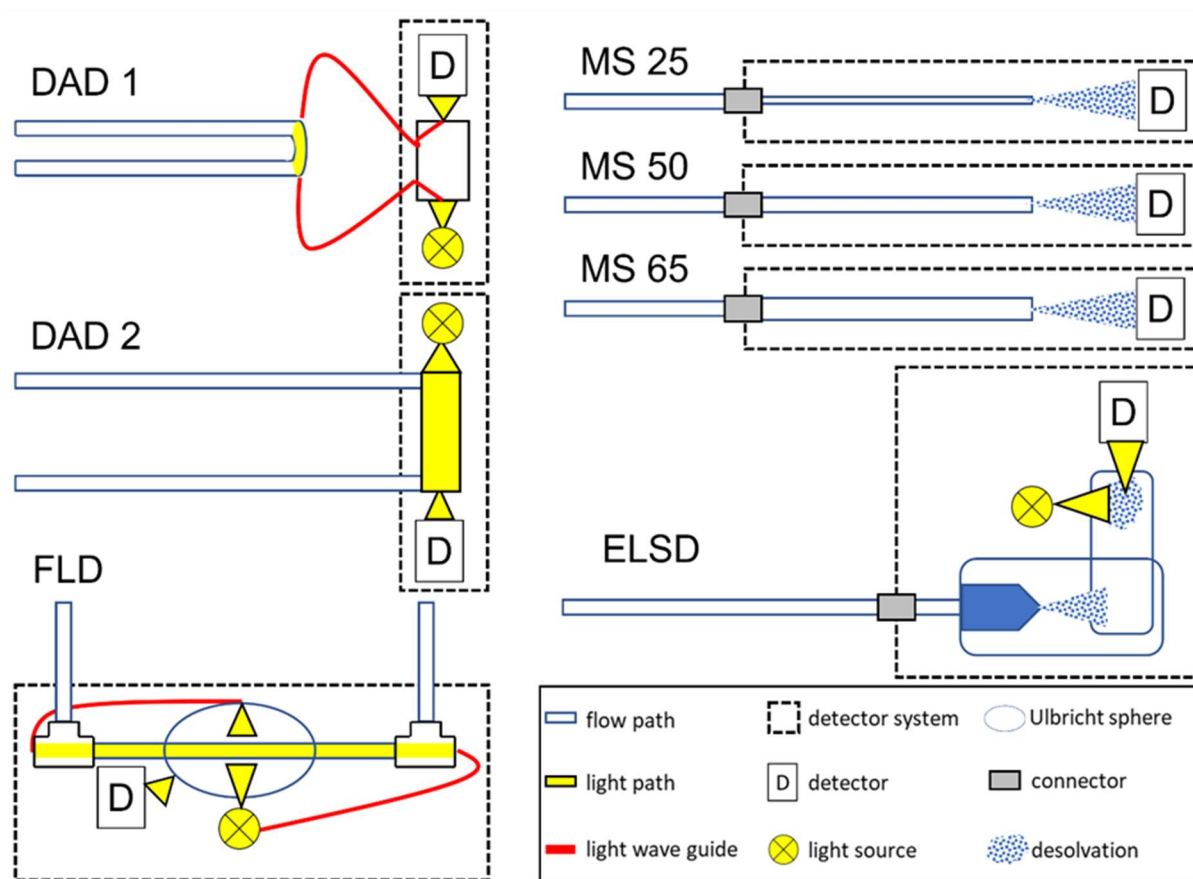 DAD 1
D
DAD 2
D
FLD
D
MS 25
D
MS 50
D
MS 65
D
ELSD
D
flow path
detector system
Ulbricht sphere
light path
D
detector
connector
light wave guide
light source
desolvation